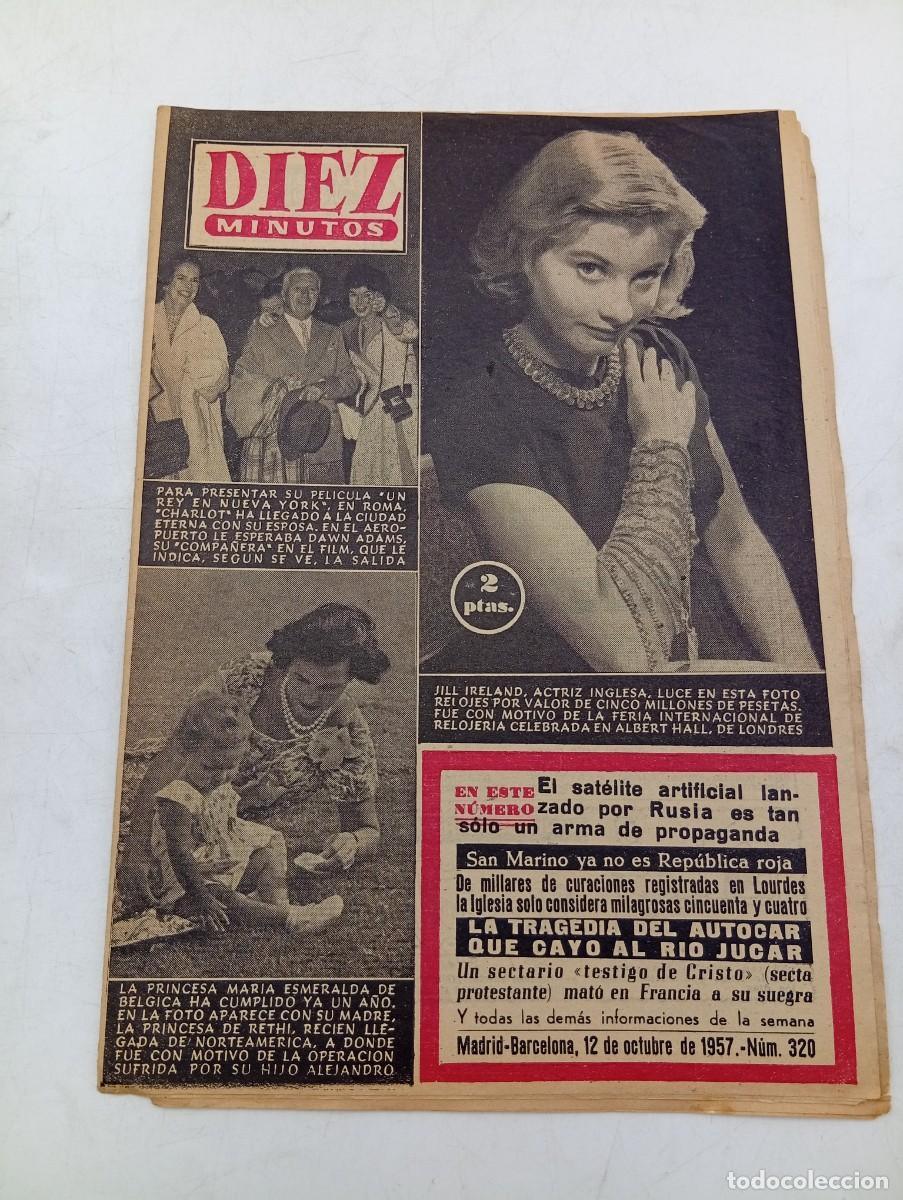 DIEZ
MINUTOS
PARA PRESENTAR SU PELICULA "UN
REY EN NUEVA YORK", EN ROMA,
"CHARLOT" HA LLEGADO A LA CIUDAD
ETERNA CON SU ESPOSA. EN EL AERO-
PUERTO LE ESPERABA DAWN ADAMS,
SU "COMPAÑERA" EN EL FILM, QUE LE
INDICA, SEGUN SE VE, LA SALIDA
2
ptas.
JILL IRELAND, ACTRIZ INGLESA, LUCE EN ESTA FOTO
RELOJES POR VALOR DE CINCO MILLONES DE PESETAS.
FUE CON MOTIVO DE LA FERIA INTERNACIONAL DE
RELOJERIA CELEBRADA EN ALBERT HALL, DE LONDRES
LA PRINCESA MARIA ESMERALDA DE
BELGICA HA CUMPLIDO YA UN AÑO.
EN LA FOTO APARECE CON SU MADRE,
LA PRINCESA DE RETHI, RECIEN LLE-
GADA DE NORTEAMERICA, A DONDE
FUE CON MOTIVO DE LA OPERACION
SUFRIDA POR SU HIJO ALEJANDRO
EN ESTE
NÚMERO
El satélite artificial lan-
zado por Rusia es tan
sólo un arma de propaganda
San Marino ya no es República roja
De millares de curaciones registradas en Lourdes
la Iglesia solo considera milagrosas cincuenta y cuatro
LA TRAGEDIA DEL AUTOCAR
QUE CAYO AL RIO JUCAR
Un sectario «testigo de Cristo» (secta
protestante) mató en Francia a su suegra
Y todas las demás informaciones de la semana
Madrid-Barcelona, 12 de octubre de 1957.-Núm. 320
todocoleccion